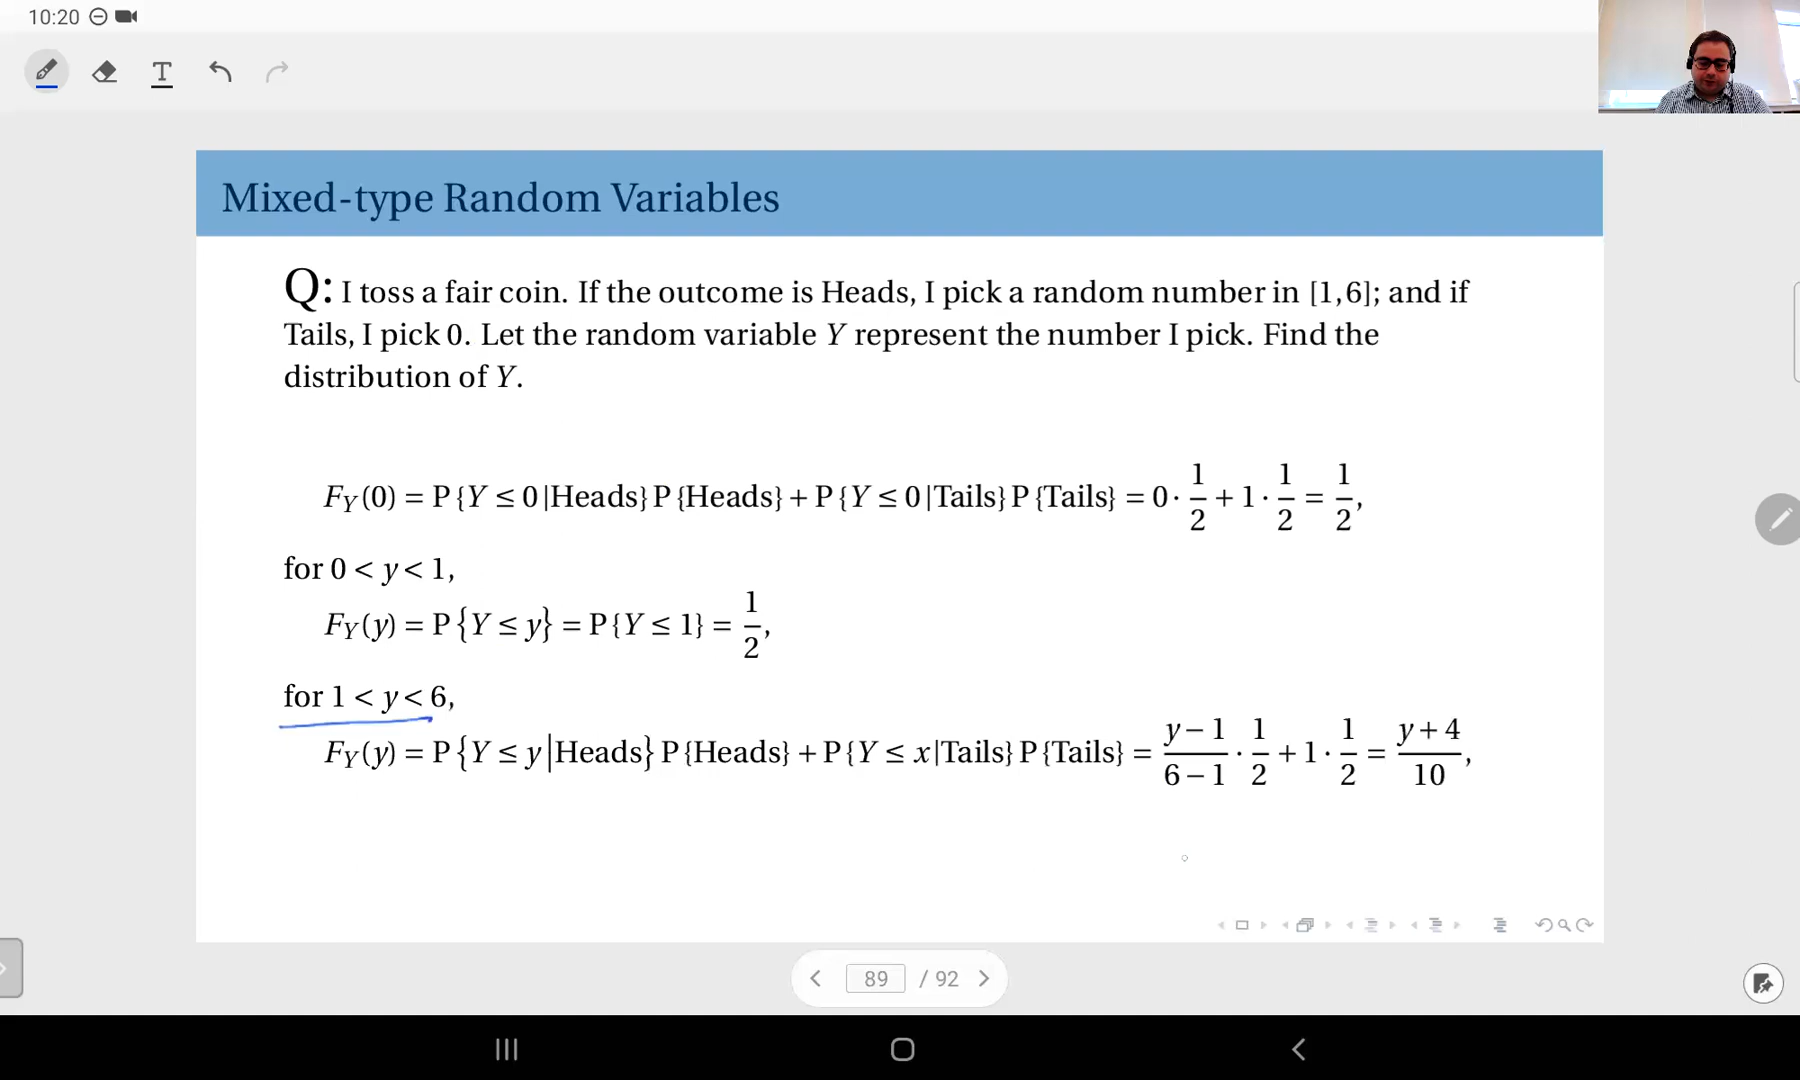 10:20
T
Mixed-type Random Variables
Q: I toss a fair coin. If the outcome is Heads, I pick a random number in [1,6]; and if
Tails, I pick 0. Let the random variable Y represent the number I pick. Find the
distribution of Y.
F_Y(0) = P{Y ≤ 0|Heads}P{Heads} + P{Y ≤ 0|Tails}P{Tails} = 0 · 1/2 + 1 · 1/2 = 1/2,
for 0 < y < 1,
F_Y(y) = P{Y ≤ y} = P{Y ≤ 1} = 1/2,
for 1 < y < 6,
F_Y(y) = P{Y ≤ y|Heads}P{Heads} + P{Y ≤ x|Tails}P{Tails} = (y − 1)/(6 − 1) · 1/2 + 1 · 1/2 = (y + 4)/10,
89 / 92